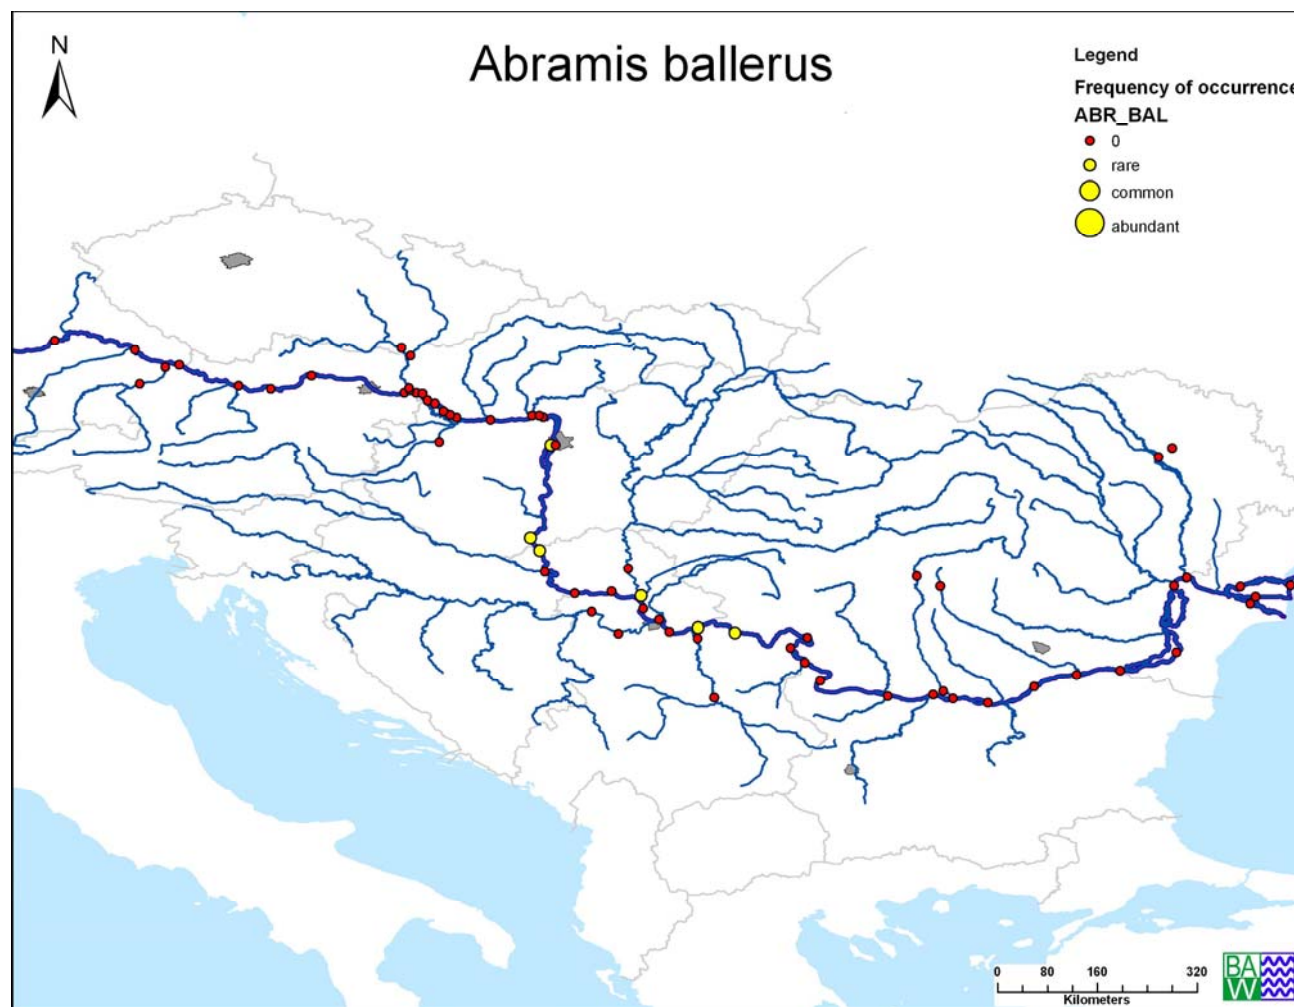 N
Abramis ballerus
Legend
Frequency of occurrence
ABR_BAL
0
rare
common
abundant
0 80 160 320
Kilometers
BA
W